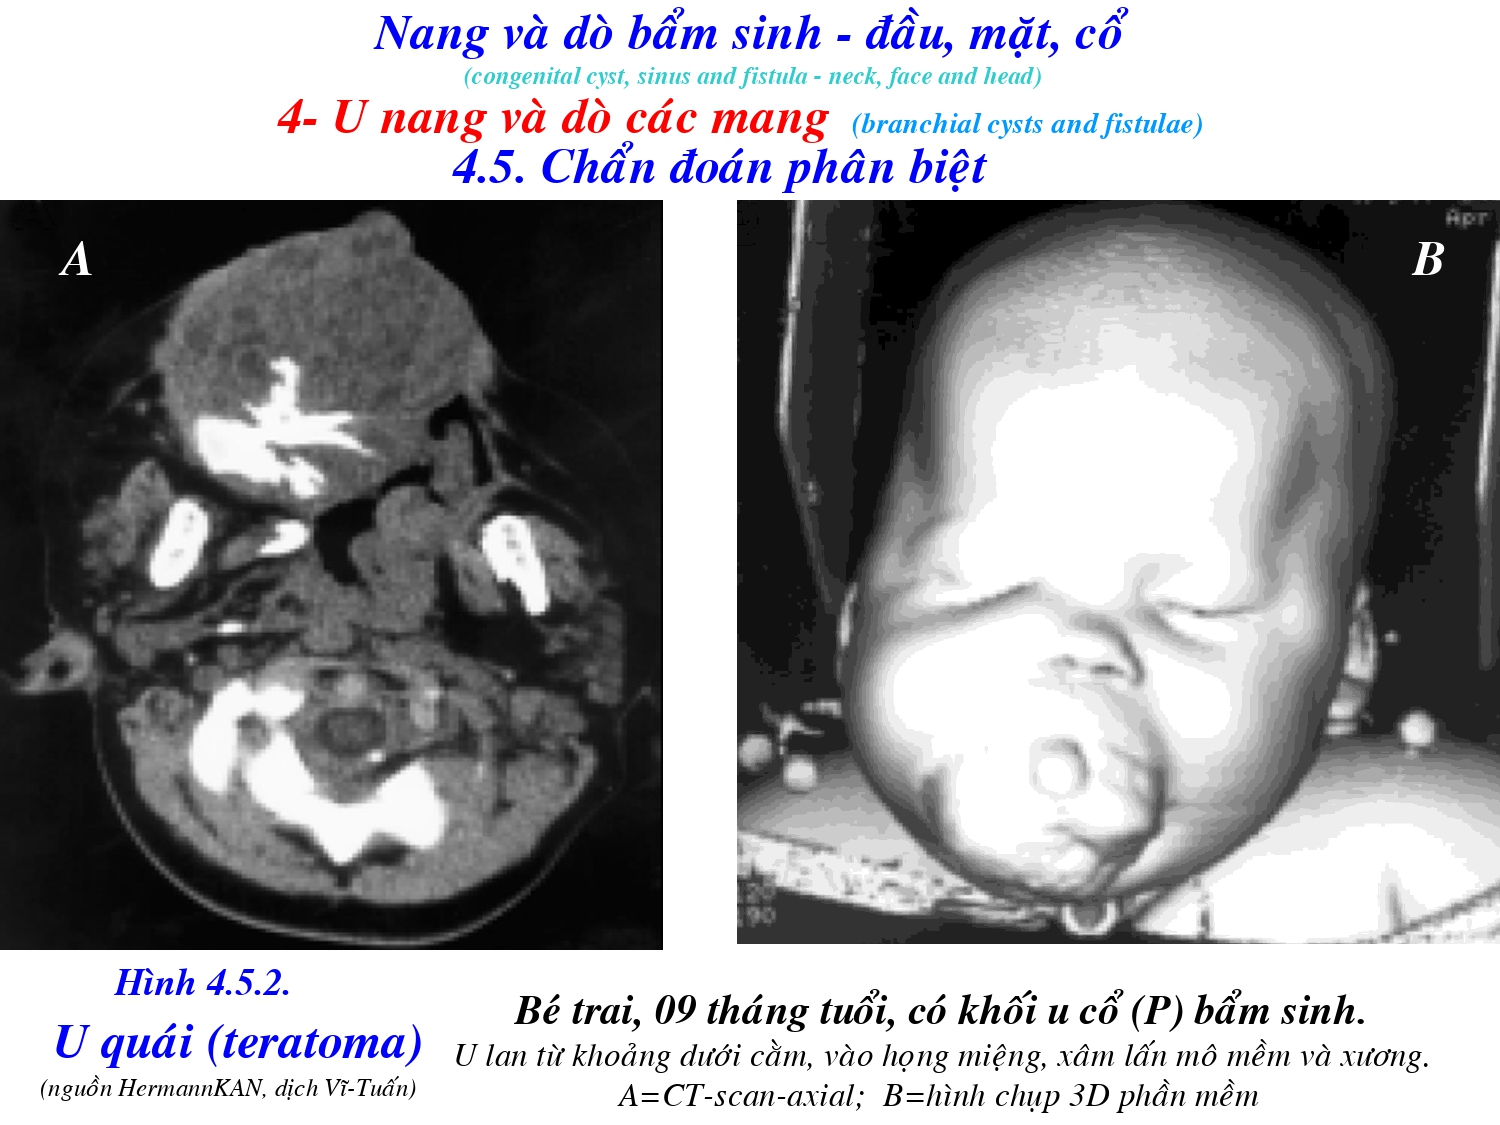 Nang và dò bẩm sinh - đầu, mặt, cổ
(congenital cyst, sinus and fistula - neck, face and head)
4- U nang và dò các mang (branchial cysts and fistulae)
4.5. Chẩn đoán phân biệt
A
B
Apr
120
190
Hình 4.5.2.
U quái (teratoma)
(nguồn HermannKAN, dịch Vĩ-Tuấn)
Bé trai, 09 tháng tuổi, có khối u cổ (P) bẩm sinh.
U lan từ khoảng dưới cằm, vào họng miệng, xâm lấn mô mềm và xương.
A=CT-scan-axial; B=hình chụp 3D phần mềm